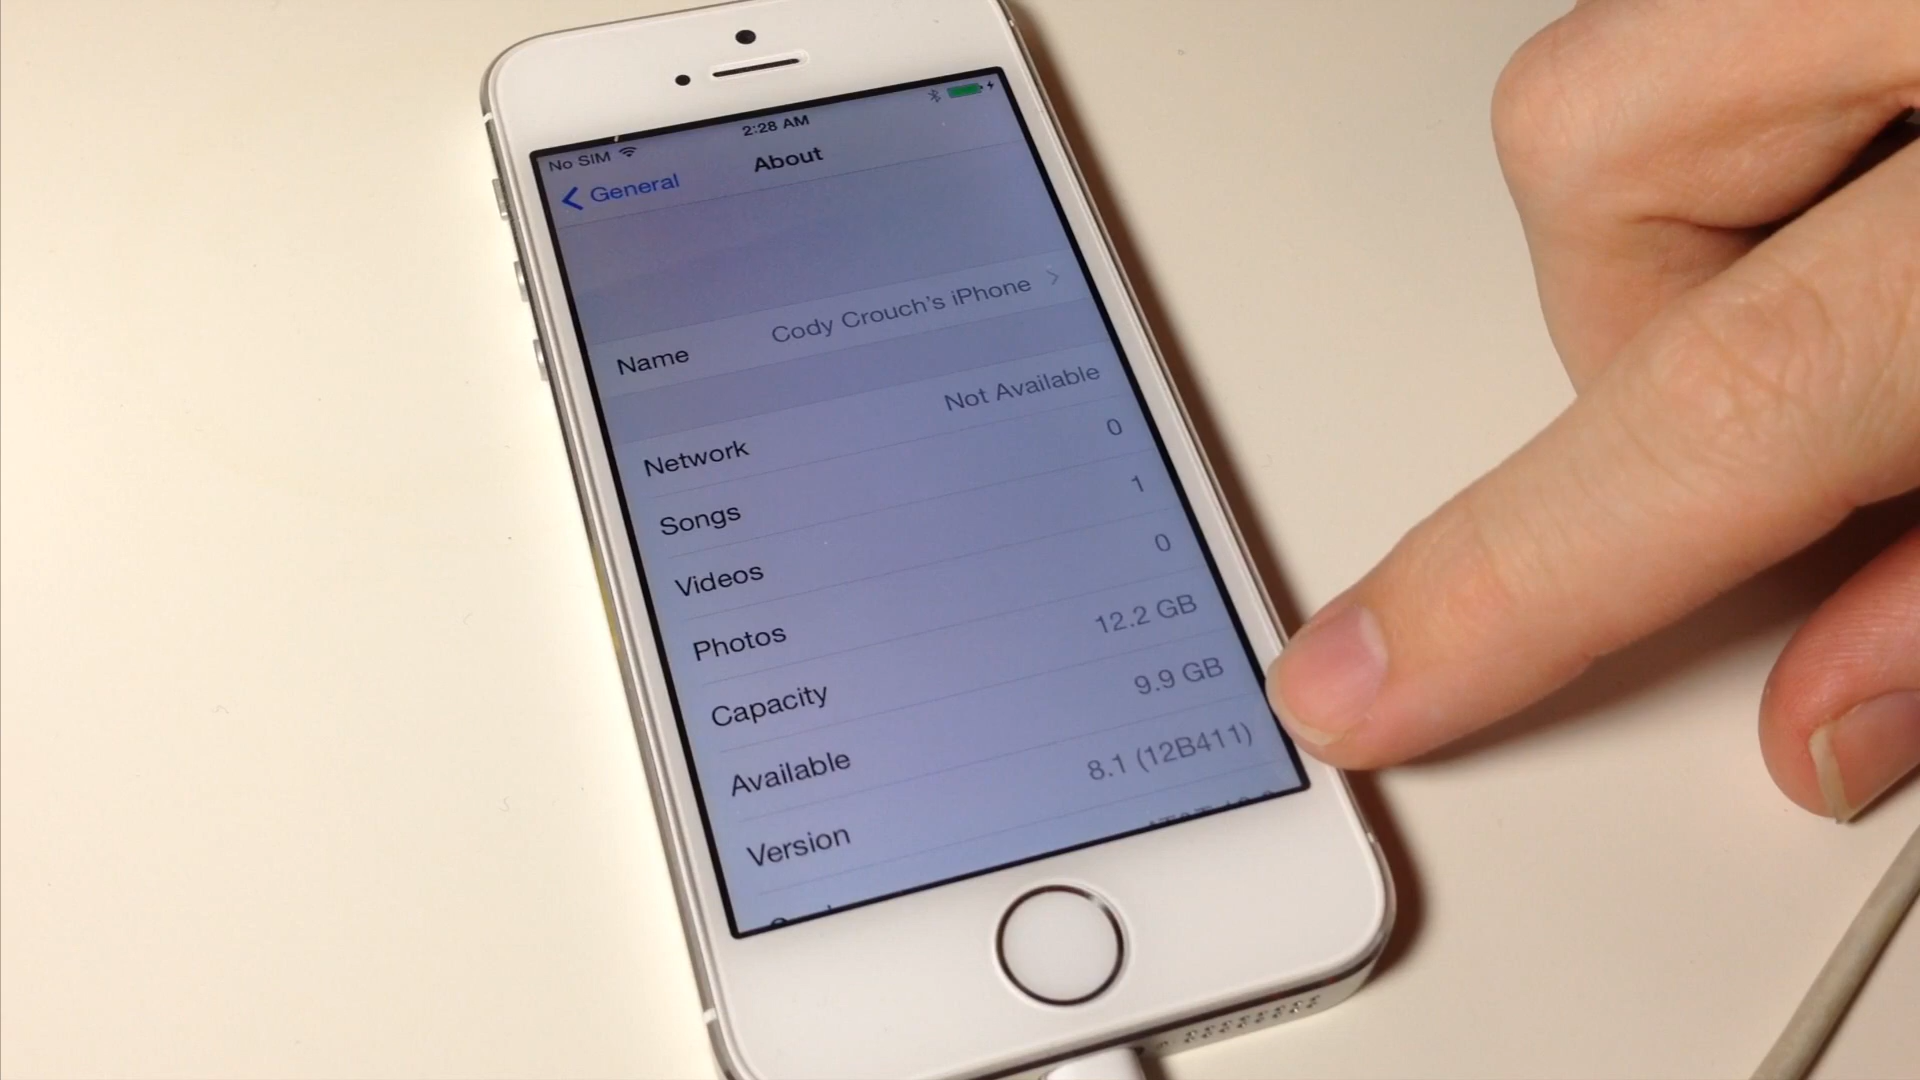 No SIM 2:28 AM
General About
Name Cody Crouch's iPhone
Network Not Available
Songs 0
Videos 1
Photos 0
Capacity 12.2 GB
Available 9.9 GB
Version 8.1 (12B411)